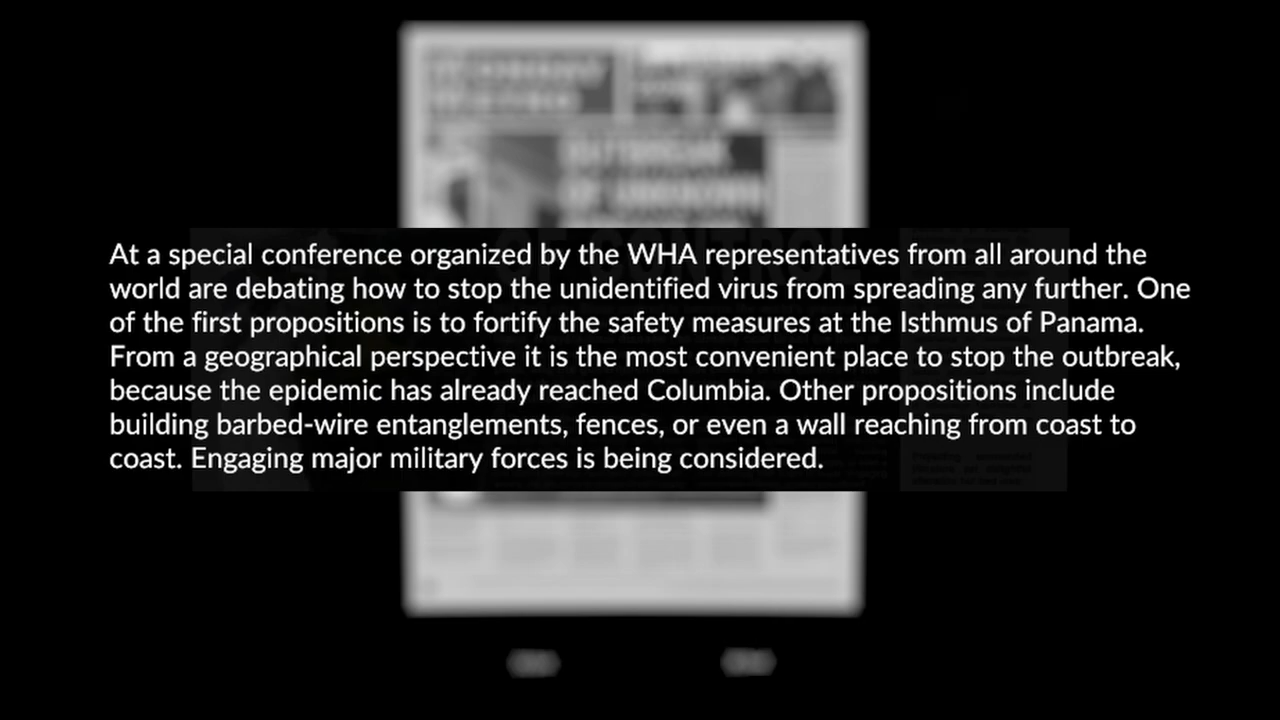 OUTBREAK
OF UNKNOWN
At a special conference organized by the WHA representatives from all around the
world are debating how to stop the unidentified virus from spreading any further. One
of the first propositions is to fortify the safety measures at the Isthmus of Panama.
From a geographical perspective it is the most convenient place to stop the outbreak,
because the epidemic has already reached Columbia. Other propositions include
building barbed-wire entanglements, fences, or even a wall reaching from coast to
coast. Engaging major military forces is being considered.